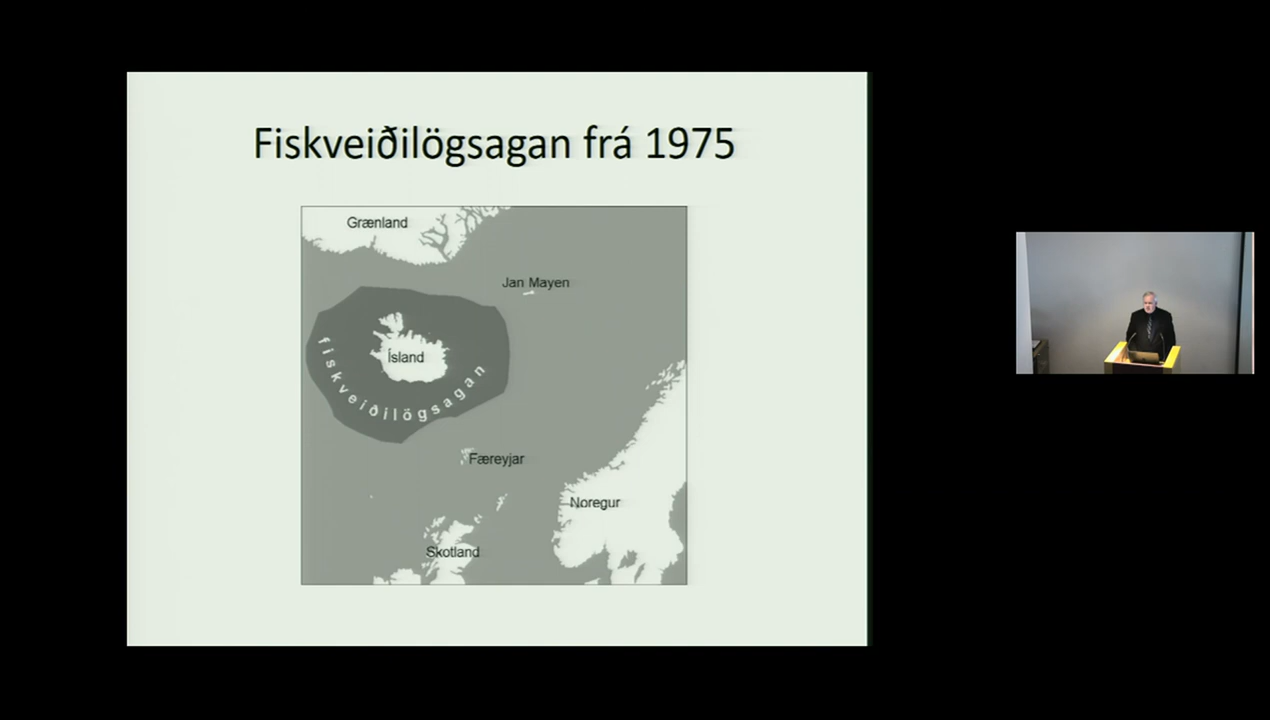 Fiskveiðilögsagan frá 1975
Grænland
Jan Mayen
Ísland
fiskveiðilögsagan
Færeyjar
Noregur
Skotland